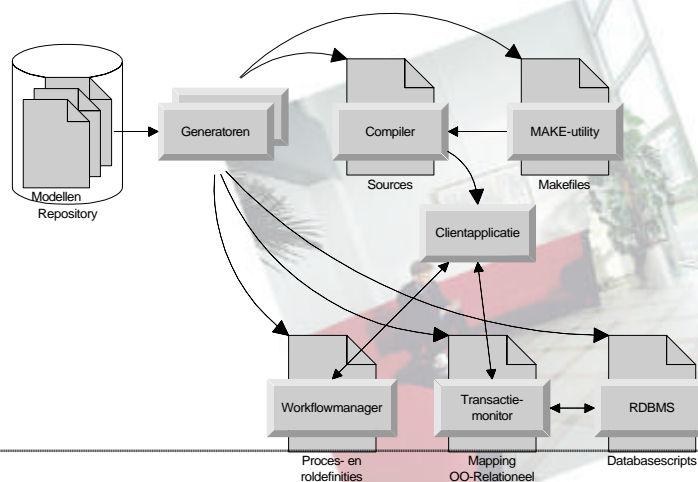 Generatoren
Compiler
MAKE-utility
Modellen
Repository
Sources
Makefiles
Clientapplicatie
Workflowmanager
Transactie-
monitor
RDBMS
Proces- en
roldefinities
Mapping
OO-Relationeel
Databasescripts